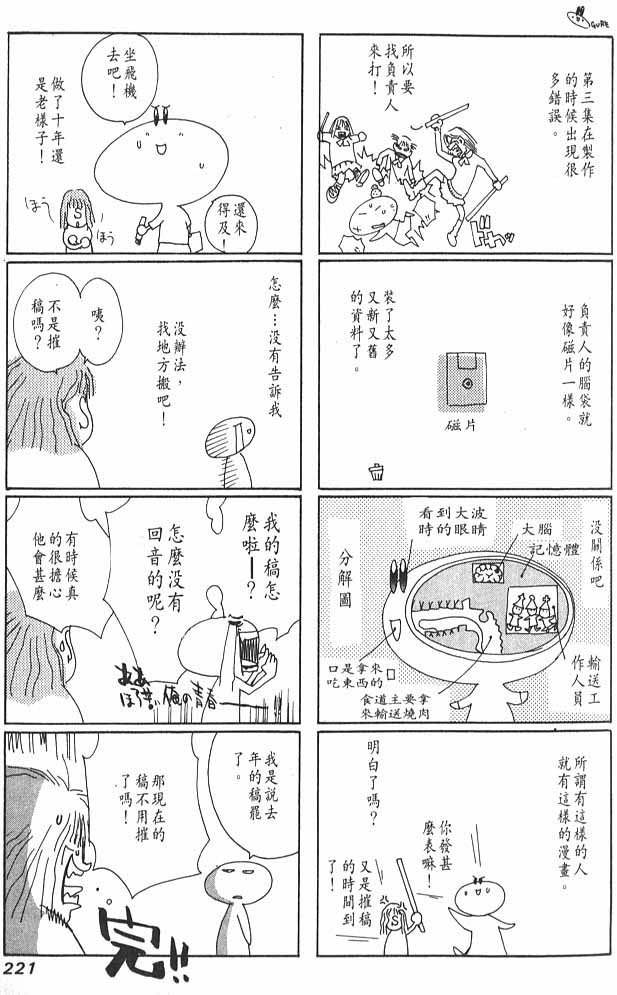 GURE
第三集在製作
的時候出現很
多錯誤。
所以要
找負責人
來打！
負責人的腦袋就
好像磁片一樣。
裝了太多
又新又舊
的資料了。
磁片
沒關係吧
記憶體
大腦
看到大波
時的大眼睛
分解圖
輸送工
作人員
口是拿來
吃東西的
食道主要拿
來輸送燒肉
所謂有這樣的人
就有這樣的漫畫。
你發甚
麼表嘛！
明白了嗎？
又是摧稿
的時間到
了！
坐飛機
去吧！
還來
得及！
做了十年還
是老樣子！
ほう
ほう
怎麼…沒有告訴我
沒辦法，
找地方搬吧！
咦？
不是摧
稿嗎？
我的稿怎
麼啦—？
怎麼沒有
回音的呢？
俺の青春
有時候真
的很擔心
他會甚麼
我是說去
年的稿罷
了。
那現在的
稿不用摧
了嗎！
完!!
221